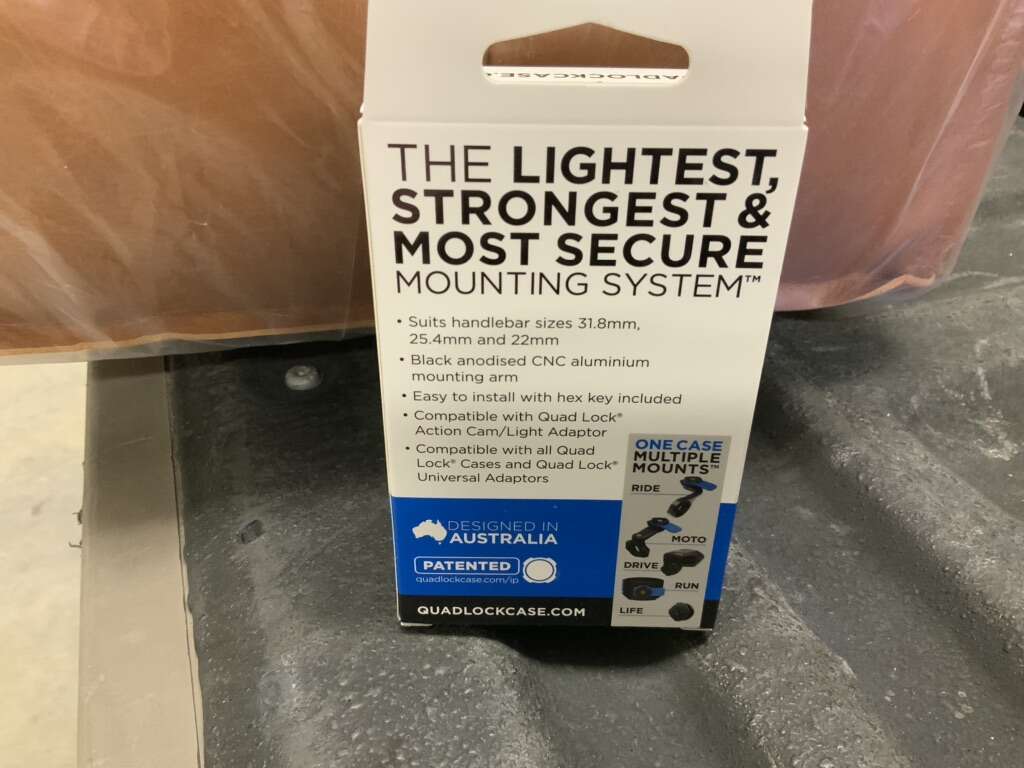 ADLOCKCASE.
THE LIGHTEST,
STRONGEST &
MOST SECURE
MOUNTING SYSTEM™
• Suits handlebar sizes 31.8mm,
25.4mm and 22mm
• Black anodised CNC aluminium
mounting arm
• Easy to install with hex key included
• Compatible with Quad Lock®
Action Cam/Light Adaptor
• Compatible with all Quad
Lock® Cases and Quad Lock®
Universal Adaptors
ONE CASE
MULTIPLE
MOUNTS™
RIDE
MOTO
DRIVE
RUN
LIFE
DESIGNED IN
AUSTRALIA
PATENTED
quadlockcase.com/ip
QUADLOCKCASE.COM